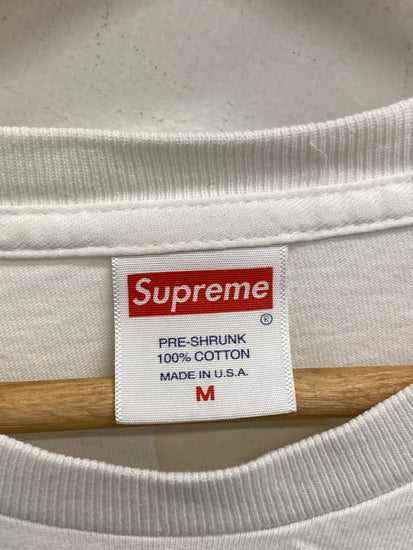 Supreme
®
PRE-SHRUNK
100% COTTON
MADE IN U.S.A.
M